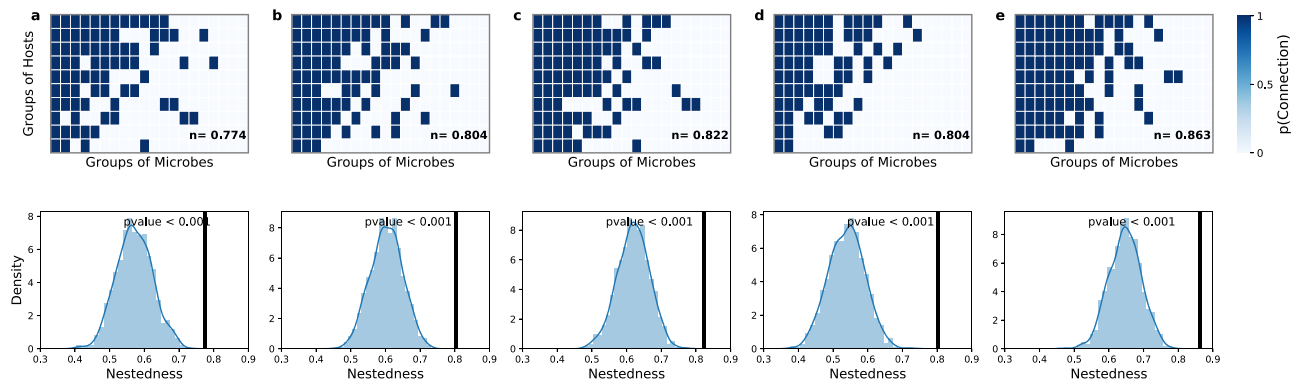 a
b
c
d
e
Groups of Hosts
n= 0.774
n= 0.804
n= 0.822
n= 0.804
n= 0.863
Groups of Microbes
Groups of Microbes
Groups of Microbes
Groups of Microbes
Groups of Microbes
1
0.5
0
p(Connection)
pvalue < 0.001
8
6
4
2
0
Density
0.3 0.4 0.5 0.6 0.7 0.8 0.9
Nestedness
pvalue < 0.001
8
6
4
2
0
0.3 0.4 0.5 0.6 0.7 0.8 0.9
Nestedness
pvalue < 0.001
8
6
4
2
0
0.3 0.4 0.5 0.6 0.7 0.8 0.9
Nestedness
pvalue < 0.001
8
6
4
2
0
0.3 0.4 0.5 0.6 0.7 0.8 0.9
Nestedness
pvalue < 0.001
8
6
4
2
0
0.3 0.4 0.5 0.6 0.7 0.8 0.9
Nestedness